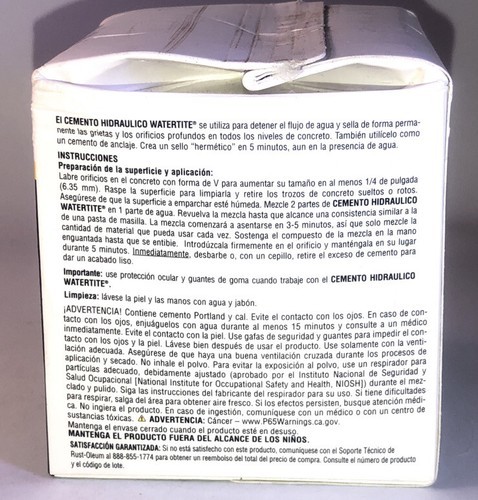 El CEMENTO HIDRAULICO WATERTITE® se utiliza para detener el flujo de agua y sella de forma perma-
nente las grietas y los orificios profundos en todos los niveles de concreto. También utilícelo como
un cemento de anclaje. Crea un sello "hermético" en 5 minutos, aun en la presencia de agua.
INSTRUCCIONES
Preparación de la superficie y aplicación:
Labre orificios en el concreto con forma de V para aumentar su tamaño en al menos 1/4 de pulgada
(6.35 mm). Raspe la superficie para limpiarla y retire los trozos de concreto sueltos o rotos.
Asegúrese de que la superficie a emparchar esté húmeda. Mezcle 2 partes de CEMENTO HIDRAULICO
WATERTITE® en 1 parte de agua. Revuelva la mezcla hasta que alcance una consistencia similar a la
de una pasta de masilla. La mezcla comenzará a asentarse en 3-5 minutos, así que solo mezcle la
cantidad de material que pueda usar cada vez. Sostenga el compuesto de la mezcla en la mano
enguantada hasta que se entibie. Introdúzcala firmemente en el orificio y manténgala en su lugar
durante 5 minutos. Inmediatamente, desbarbe o, con un cepillo, retire el exceso de cemento para
dar un acabado liso.
Importante: use protección ocular y guantes de goma cuando trabaje con el CEMENTO HIDRAULICO
WATERTITE®.
Limpieza: lávese la piel y las manos con agua y jabón.
¡ADVERTENCIA! Contiene cemento Portland y cal. Evite el contacto con los ojos. En caso de con-
tacto con los ojos, enjuáguelos con agua durante al menos 15 minutos y consulte a un médico
inmediatamente. Evite el contacto con la piel. Use gafas de seguridad y guantes para impedir el con-
tacto con los ojos y la piel. Lávese bien después de usar el producto. Use solamente con la venti-
lación adecuada. Asegúrese de que haya una buena ventilación cruzada durante los procesos de
aplicación y secado. No inhale el polvo. Para evitar la exposición al polvo, use un respirador para
partículas adecuado, debidamente ajustado (aprobado por el Instituto Nacional de Seguridad y
Salud Ocupacional [National Institute for Occupational Safety and Health, NIOSH]) durante el mez-
clado y pulido. Siga las instrucciones del fabricante del respirador para su uso. Si tiene dificultades
para respirar, salga del área para obtener aire fresco. Si los efectos persisten, busque atención médi-
ca. No ingiera el producto. En caso de ingestión, comuníquese con un médico o con un centro de
sustancias tóxicas. ⚠ ADVERTENCIA: Cáncer – www.P65Warnings.ca.gov.
Mantenga el envase cerrado cuando el producto esté en desuso.
MANTENGA EL PRODUCTO FUERA DEL ALCANCE DE LOS NIÑOS.
SATISFACCIÓN GARANTIZADA: Si no está satisfecho con este producto, comuníquese con el Soporte Técnico de
Rust-Oleum al 888-855-1774 para obtener un reembolso del total del precio de compra. Consulte el número de producto
y el código de lote.